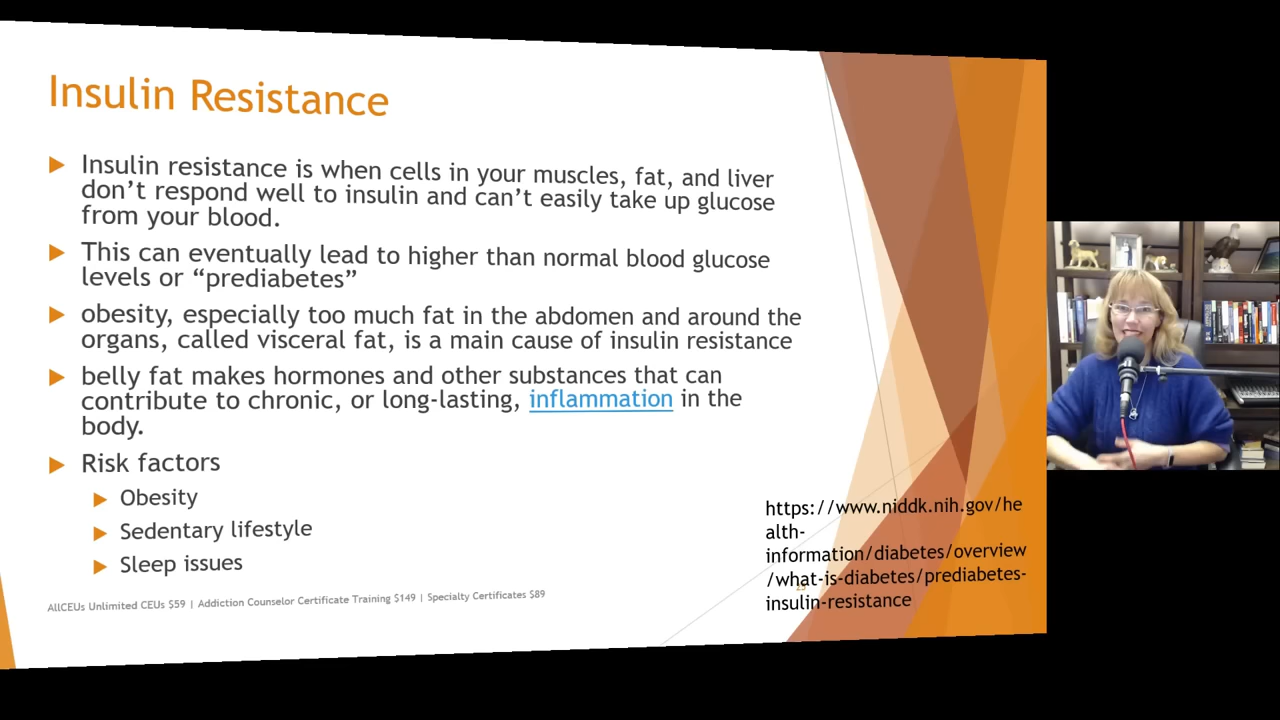 Insulin Resistance
Insulin resistance is when cells in your muscles, fat, and liver
don’t respond well to insulin and can’t easily take up glucose
from your blood.
This can eventually lead to higher than normal blood glucose
levels or “prediabetes”
obesity, especially too much fat in the abdomen and around the
organs, called visceral fat, is a main cause of insulin resistance
belly fat makes hormones and other substances that can
contribute to chronic, or long-lasting, inflammation in the
body.
Risk factors
Obesity
Sedentary lifestyle
Sleep issues
https://www.niddk.nih.gov/he
alth-
information/diabetes/overview
/what-is-diabetes/prediabetes-
insulin-resistance
AllCEUs Unlimited CEUs $59 | Addiction Counselor Certificate Training $149 | Specialty Certificates $89